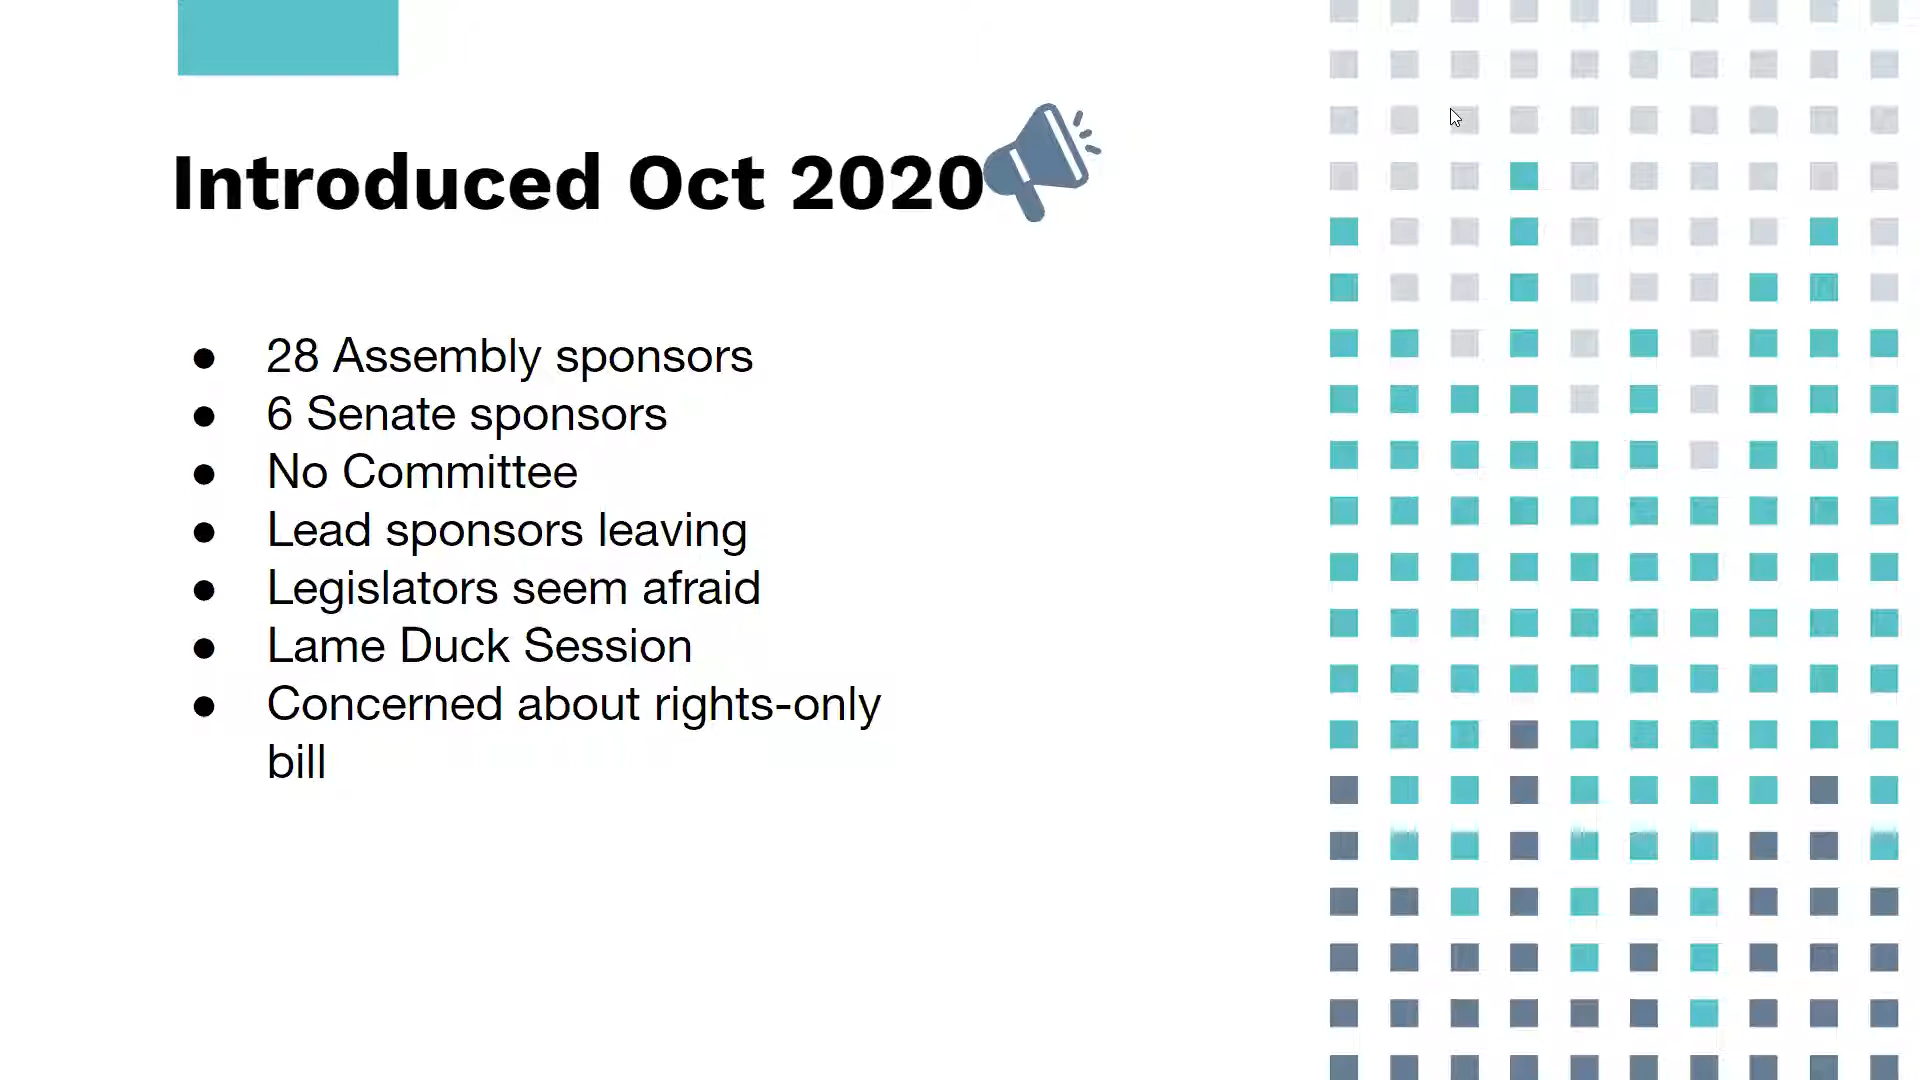 Introduced Oct 2020
● 28 Assembly sponsors
● 6 Senate sponsors
● No Committee
● Lead sponsors leaving
● Legislators seem afraid
● Lame Duck Session
● Concerned about rights-only
bill